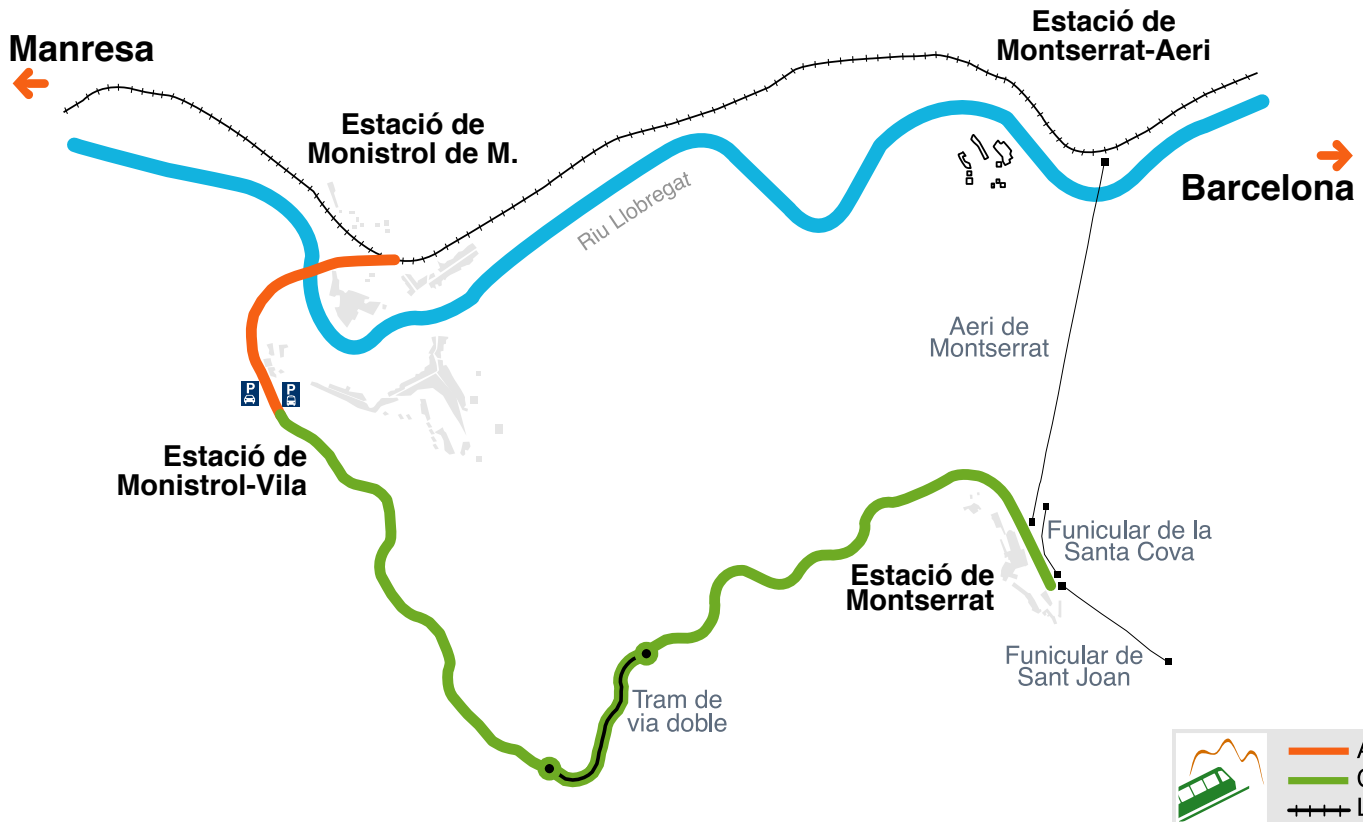 Manresa
Estació de
Montserrat-Aeri
Estació de
Monistrol de M.
Barcelona
Riu Llobregat
Aeri de
Montserrat
P
P
Estació de
Monistrol-Vila
Funicular de la
Santa Cova
Estació de
Montserrat
Funicular de
Sant Joan
Tram de
via doble
A
C
L